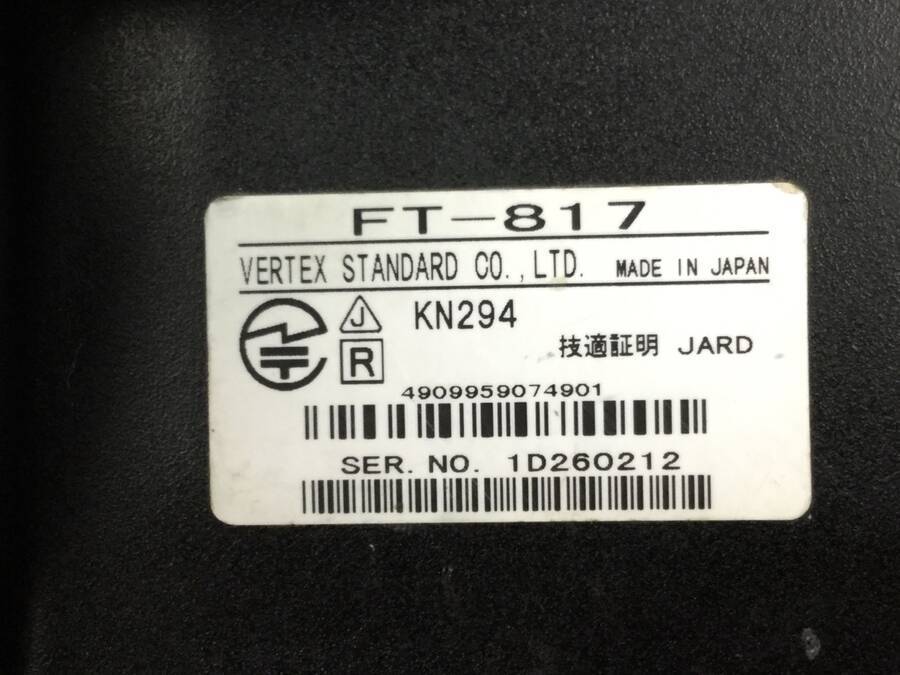 FT-817
VERTEX STANDARD CO.,LTD. MADE IN JAPAN
J KN294
R 技適証明 JARD
4909959074901
SER. NO. 1D260212